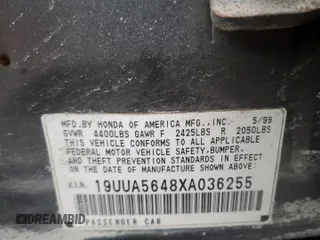 MFD.BY HONDA OF AMERICA MFG.,INC. 5/99
GVWR 4400LBS GAWR F 2425LBS R 2050LBS
THIS VEHICLE CONFORMS TO ALL APPLICABLE
FEDERAL MOTOR VEHICLE SAFETY,BUMPER,
AND THEFT PREVENTION STANDARDS IN EFFECT
ON THE DATE OF MANUFACTURE SHOWN ABOVE.
V.I.N. 19UUA5648XA036255
PASSENGER CAR
DREAMBID